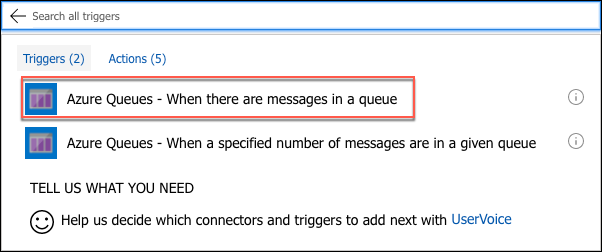 Search all triggers
Triggers (2) Actions (5)
Azure Queues - When there are messages in a queue
Azure Queues - When a specified number of messages are in a given queue
TELL US WHAT YOU NEED
Help us decide which connectors and triggers to add next with UserVoice